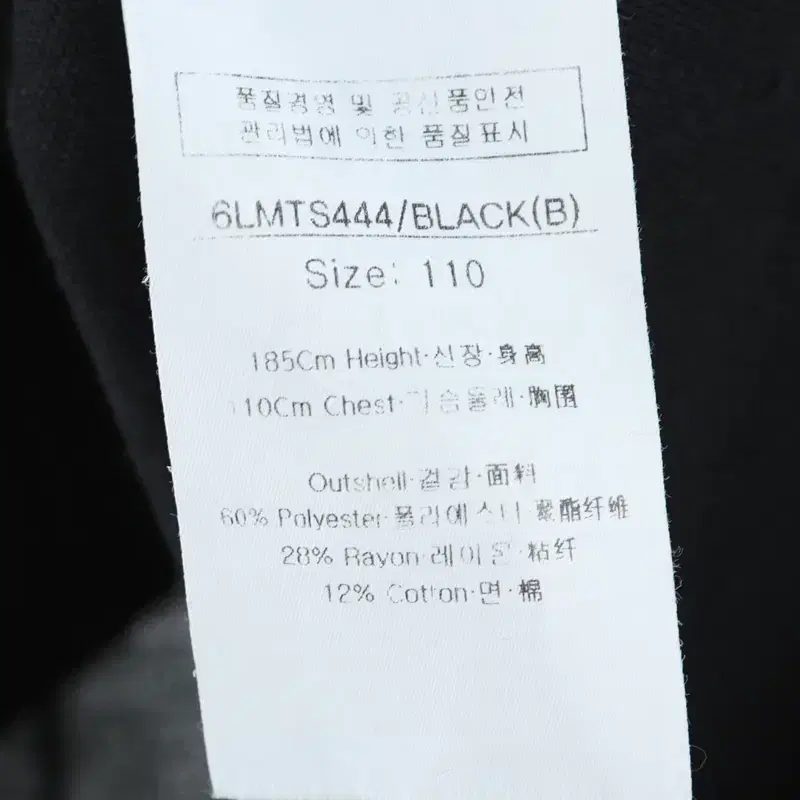 품질경영 및 공산품안전
관리법에 의한 품질표시
6LMTS444/BLACK(B)
Size: 110
185Cm Height·신장·身高
110Cm Chest·가슴둘레·胸围
Outshell·겉감·面料
60% Polyester·폴리에스터·聚酯纤维
28% Rayon·레이온·粘纤
12% Cotton·면·棉